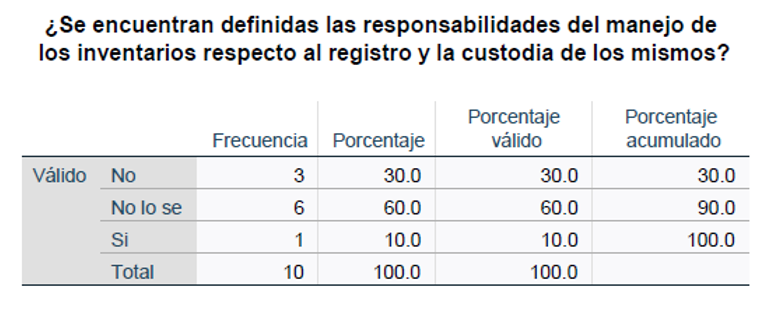 ¿Se encuentran definidas las responsabilidades del manejo de
los inventarios respecto al registro y la custodia de los mismos?
Frecuencia Porcentaje Porcentaje válido Porcentaje acumulado
Válido No 3 30.0 30.0 30.0
No lo se 6 60.0 60.0 90.0
Si 1 10.0 10.0 100.0
Total 10 100.0 100.0